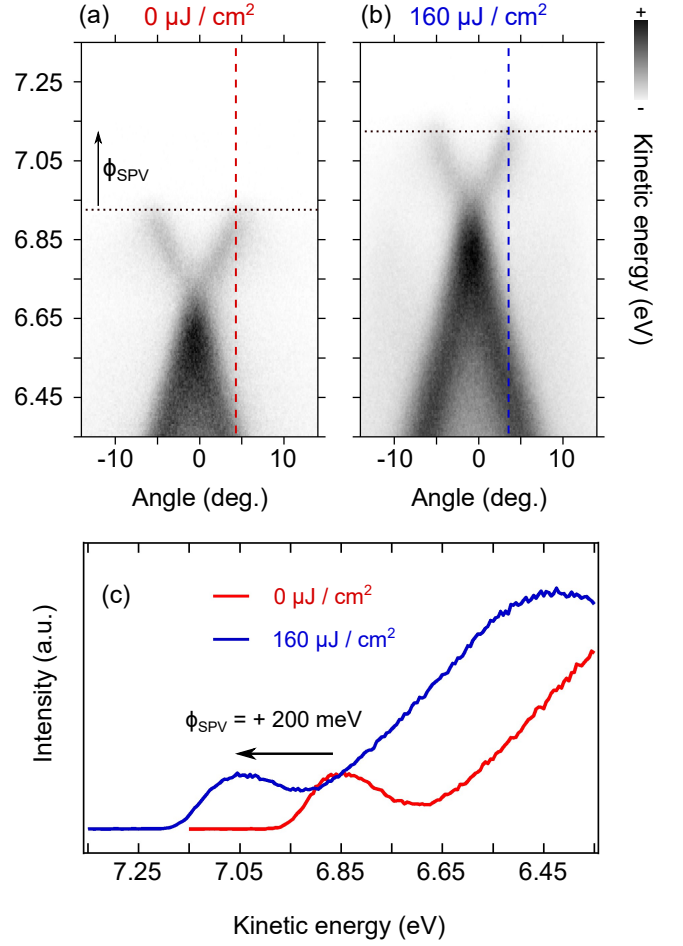 (a) 0 μJ / cm²
(b) 160 μJ / cm²
+
-
Kinetic energy (eV)
7.25
7.05
6.85
6.65
6.45
ϕSPV
-10 0 10
-10 0 10
Angle (deg.)
Angle (deg.)
(c)
0 μJ / cm²
160 μJ / cm²
ϕSPV = + 200 meV
Intensity (a.u.)
7.25 7.05 6.85 6.65 6.45
Kinetic energy (eV)